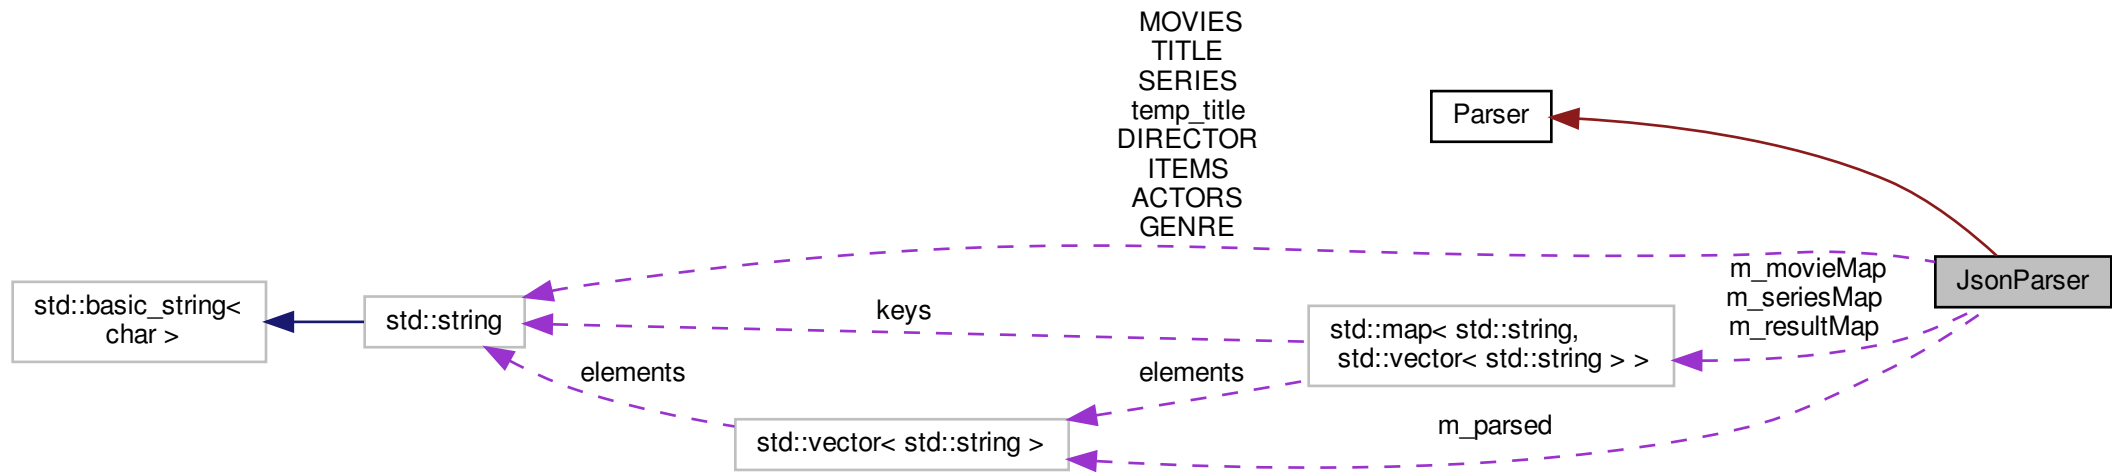 MOVIES
TITLE
SERIES
temp_title
DIRECTOR
ITEMS
ACTORS
GENRE
Parser
JsonParser
m_movieMap
m_seriesMap
m_resultMap
std::basic_string<
char >
std::string
keys
std::map< std::string,
std::vector< std::string > >
elements
elements
std::vector< std::string >
m_parsed